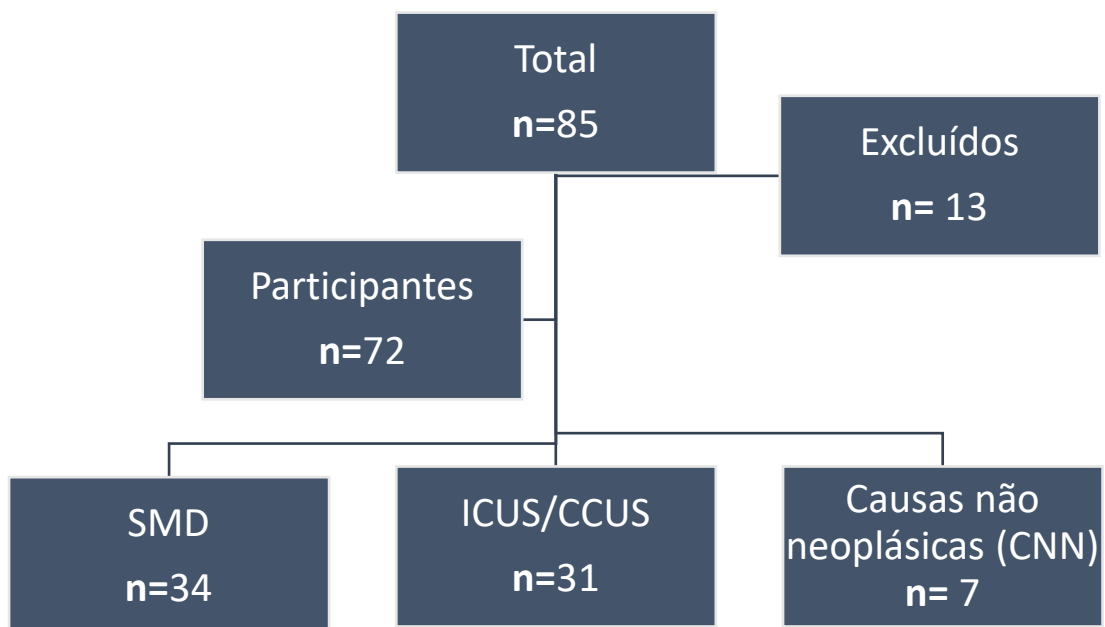 Total
n=85
Excluídos
n= 13
Participantes
n=72
SMD
n=34
ICUS/CCUS
n=31
Causas não
neoplásicas (CNN)
n= 7